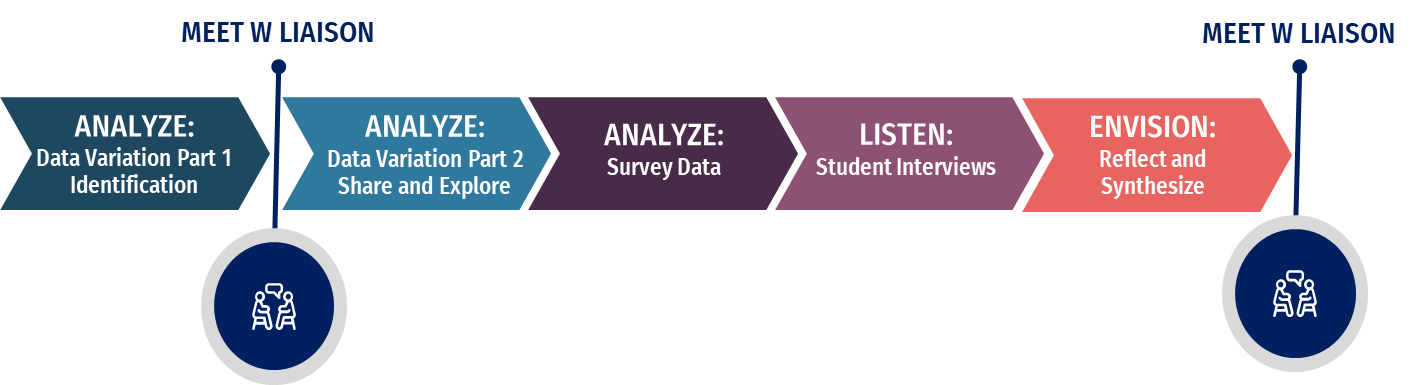 MEET W LIAISON
MEET W LIAISON
ANALYZE:
Data Variation Part 1
Identification
ANALYZE:
Data Variation Part 2
Share and Explore
ANALYZE:
Survey Data
LISTEN:
Student Interviews
ENVISION:
Reflect and
Synthesize